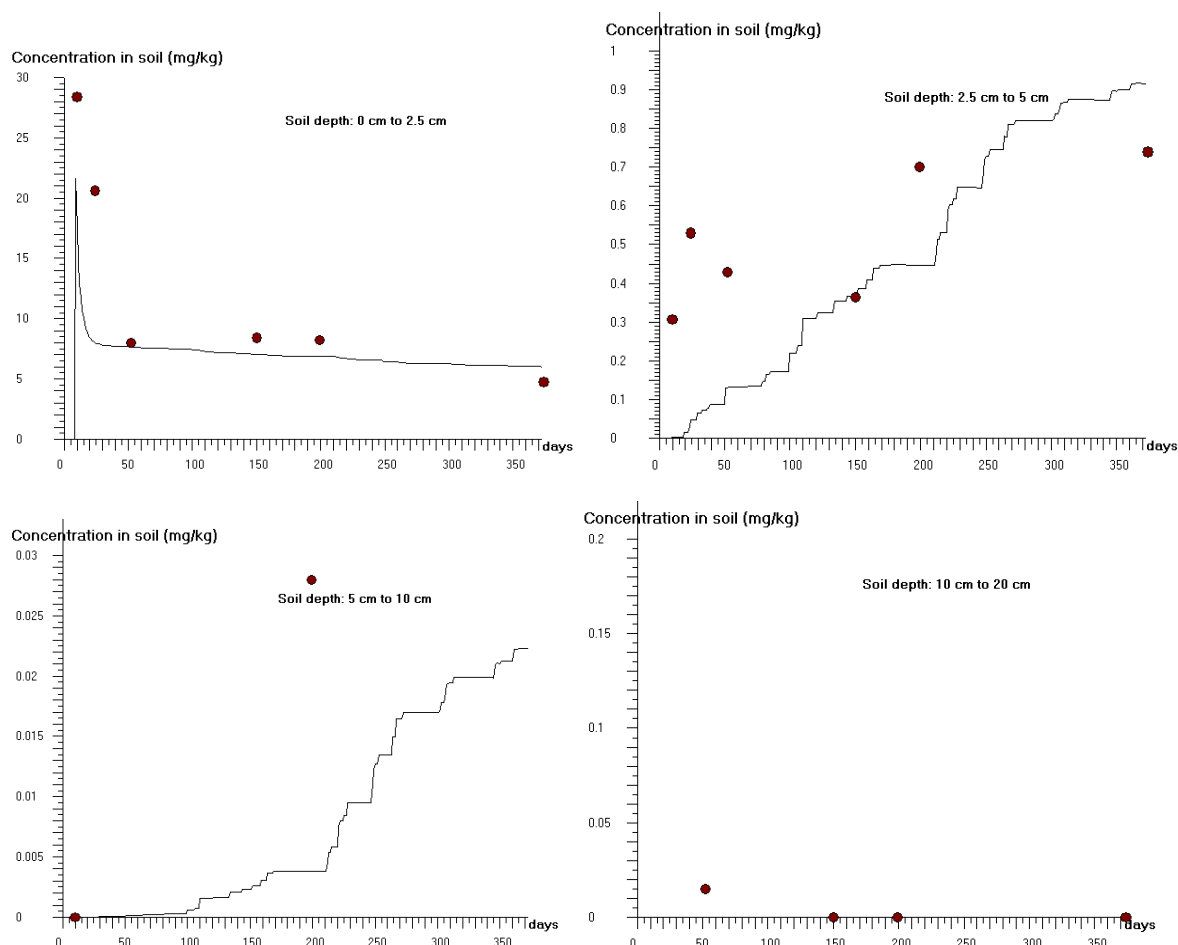 Concentration in soil (mg/kg)
30
Soil depth: 0 cm to 2.5 cm
20
15
10
5
0
days
0 50 100 150 200 250 300 350
Concentration in soil (mg/kg)
1
0.9
Soil depth: 2.5 cm to 5 cm
0.8
0.7
0.6
0.5
0.4
0.3
0.2
0.1
0
days
0 50 100 150 200 250 300 350
Concentration in soil (mg/kg)
0.03
Soil depth: 5 cm to 10 cm
0.025
0.02
0.015
0.01
0.005
0
days
0 50 100 150 200 250 300 350
Concentration in soil (mg/kg)
0.2
Soil depth: 10 cm to 20 cm
0.15
0.1
0.05
0
days
0 50 100 150 200 250 300 350